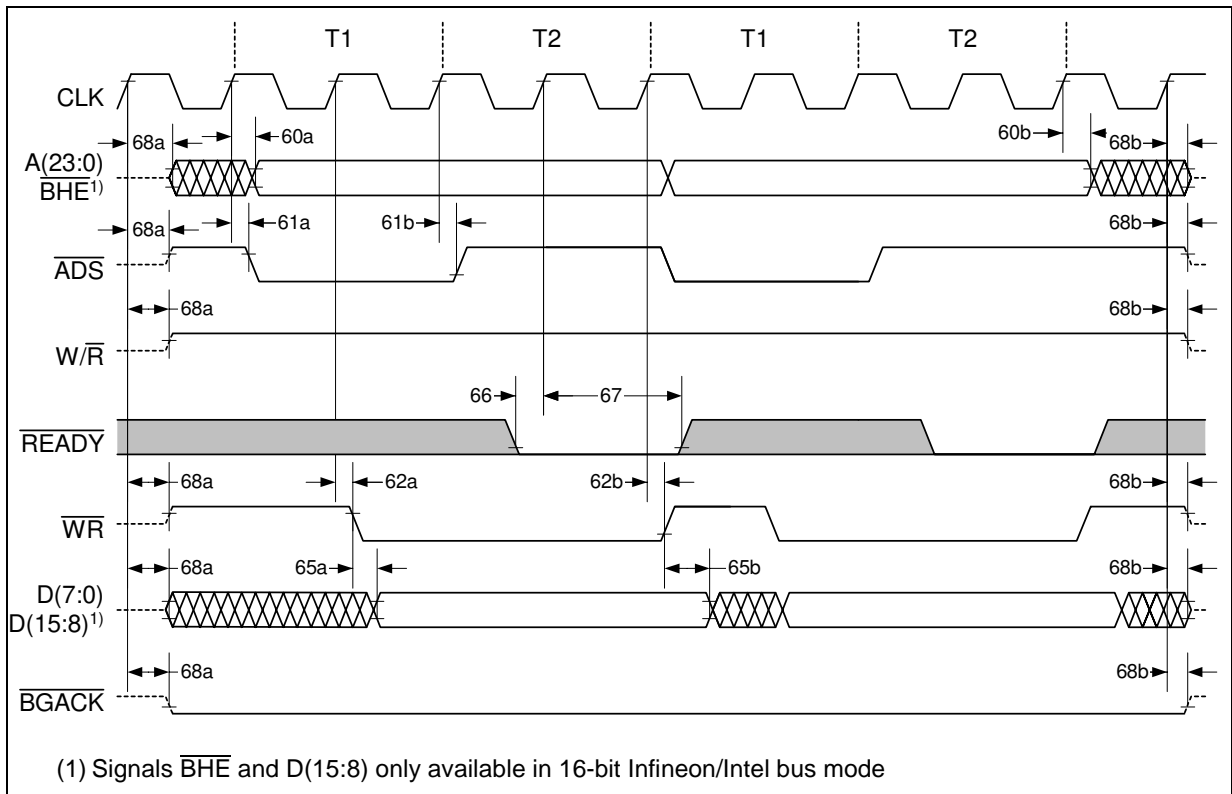 T1 T2 T1 T2
CLK
68a 60a 60b 68b
A(23:0)
BHE1)
68a 61a 61b 68b
ADS
68a 68b
W/R
66 67
READY
68a 62a 62b 68b
WR
68a 65a 65b 68b
D(7:0)
D(15:8)1)
68a 68b
BGACK
(1) Signals BHE and D(15:8) only available in 16-bit Infineon/Intel bus mode